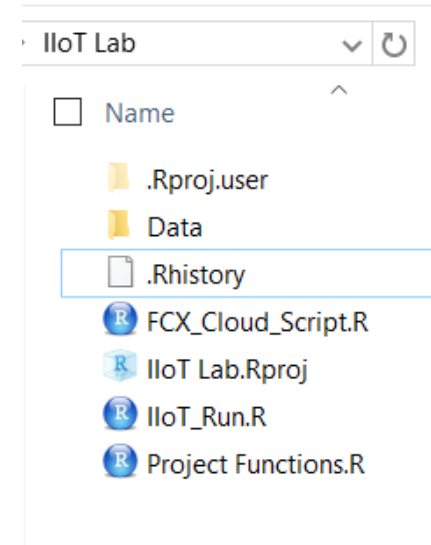 IIoT Lab
Name
.Rproj.user
Data
.Rhistory
FCX_Cloud_Script.R
IIoT Lab.Rproj
IIoT_Run.R
Project Functions.R